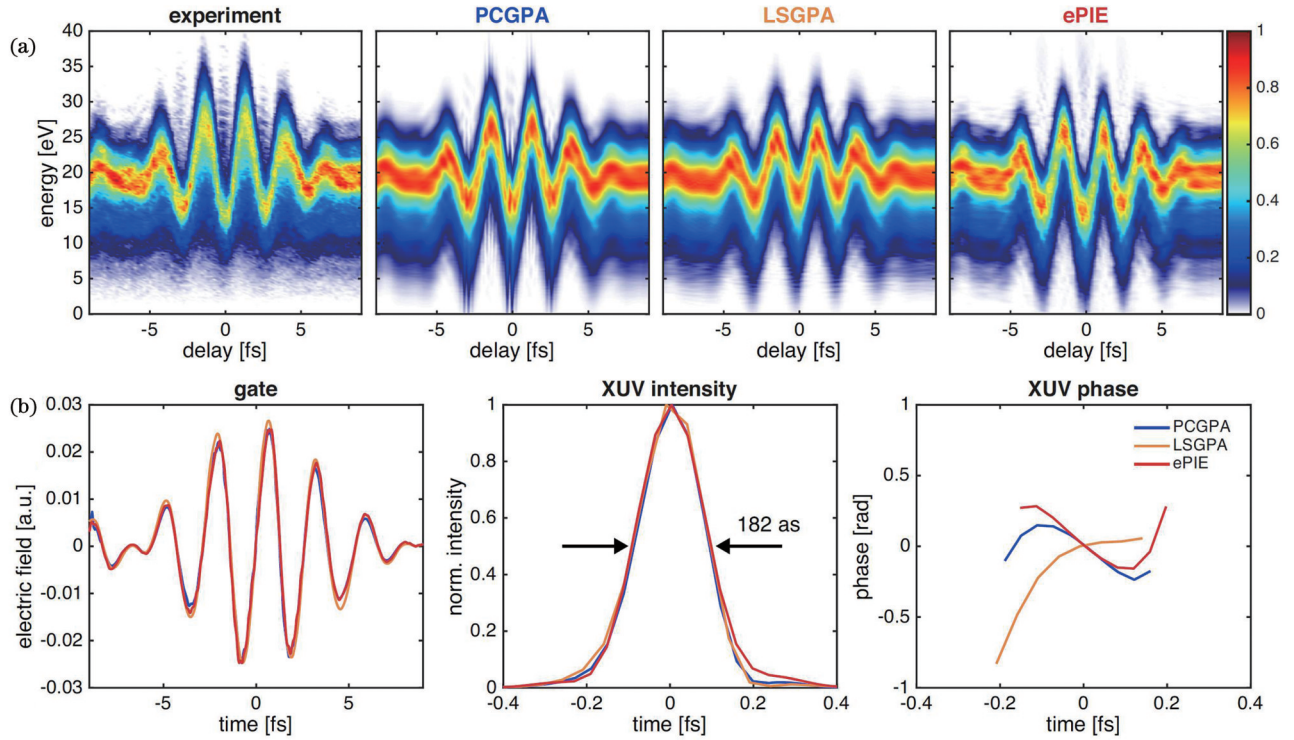 experiment PCGPA LSGPA ePIE
(a)
energy [eV]
40
35
30
25
20
15
10
5
0
1
0.8
0.6
0.4
0.2
0
-5 0 5 -5 0 5 -5 0 5 -5 0 5
delay [fs] delay [fs] delay [fs] delay [fs]
(b)
gate XUV intensity XUV phase
electric field [a.u.]
0.03
0.02
0.01
0
-0.01
-0.02
-0.03
-5 0 5
time [fs]
norm. intensity
1
0.8
0.6
0.4
0.2
0
182 as
-0.4 -0.2 0 0.2 0.4
time [fs]
phase [rad]
1
0.5
0
-0.5
-1
PCGPA
LSGPA
ePIE
-0.4 -0.2 0 0.2 0.4
time [fs]